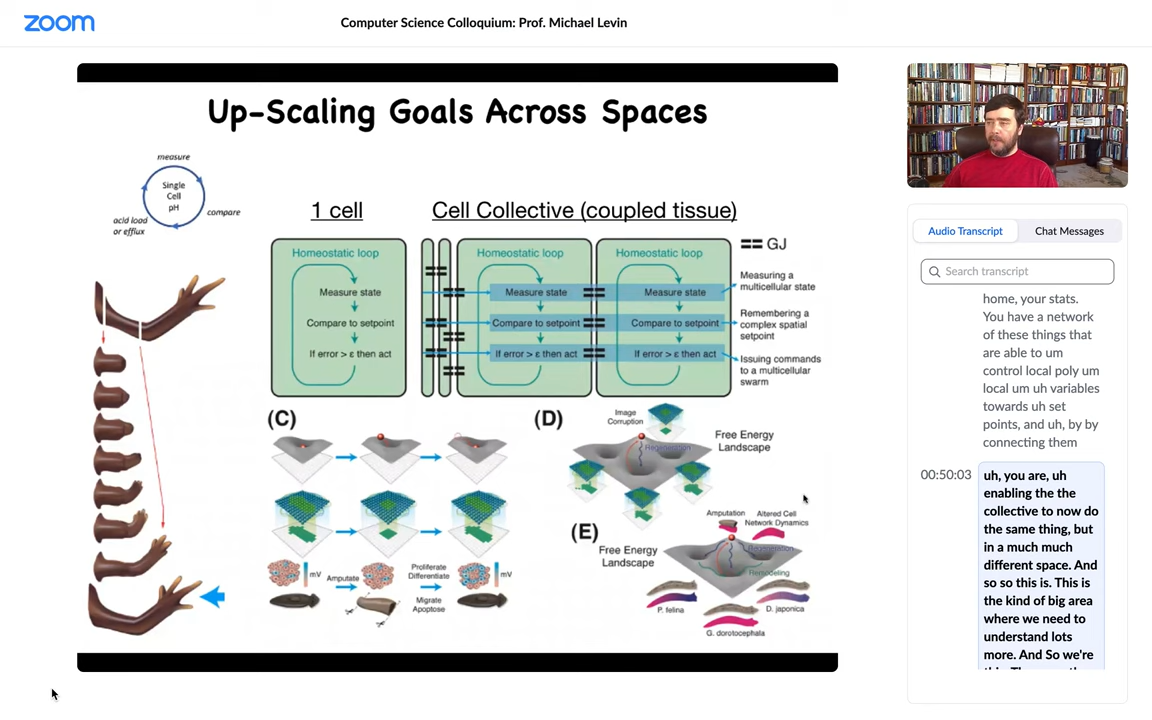 zoom
Computer Science Colloquium: Prof. Michael Levin
Up-Scaling Goals Across Spaces
measure
Single
Cell
pH
compare
acid load
or efflux
1 cell
Cell Collective (coupled tissue)
Homeostatic loop
Measure state
Compare to setpoint
If error > ε then act
Homeostatic loop
Measure state
Compare to setpoint
If error > ε then act
Homeostatic loop
Measure state
Compare to setpoint
If error > ε then act
GJ
Measuring a
multicellular state
Remembering a
complex spatial
setpoint
Issuing commands
to a multicellular
swarm
(C)
mV
Amputate
Proliferate
Differentiate
Migrate
Apoptose
mV
(D)
Image
Corruption
Regeneration
Free Energy
Landscape
(E)
Free Energy
Landscape
Amputation
Altered Cell
Network Dynamics
Regeneration
Remodeling
P. felina
D. japonica
G. dorotocephala
Audio Transcript
Chat Messages
Search transcript
home, your stats.
You have a network
of these things that
are able to um
control local poly um
local um uh variables
towards uh set
points, and uh, by by
connecting them
00:50:03
uh, you are, uh
enabling the the
collective to now do
the same thing, but
in a much much
different space. And
so so this is. This is
the kind of big area
where we need to
understand lots
more. And So we're